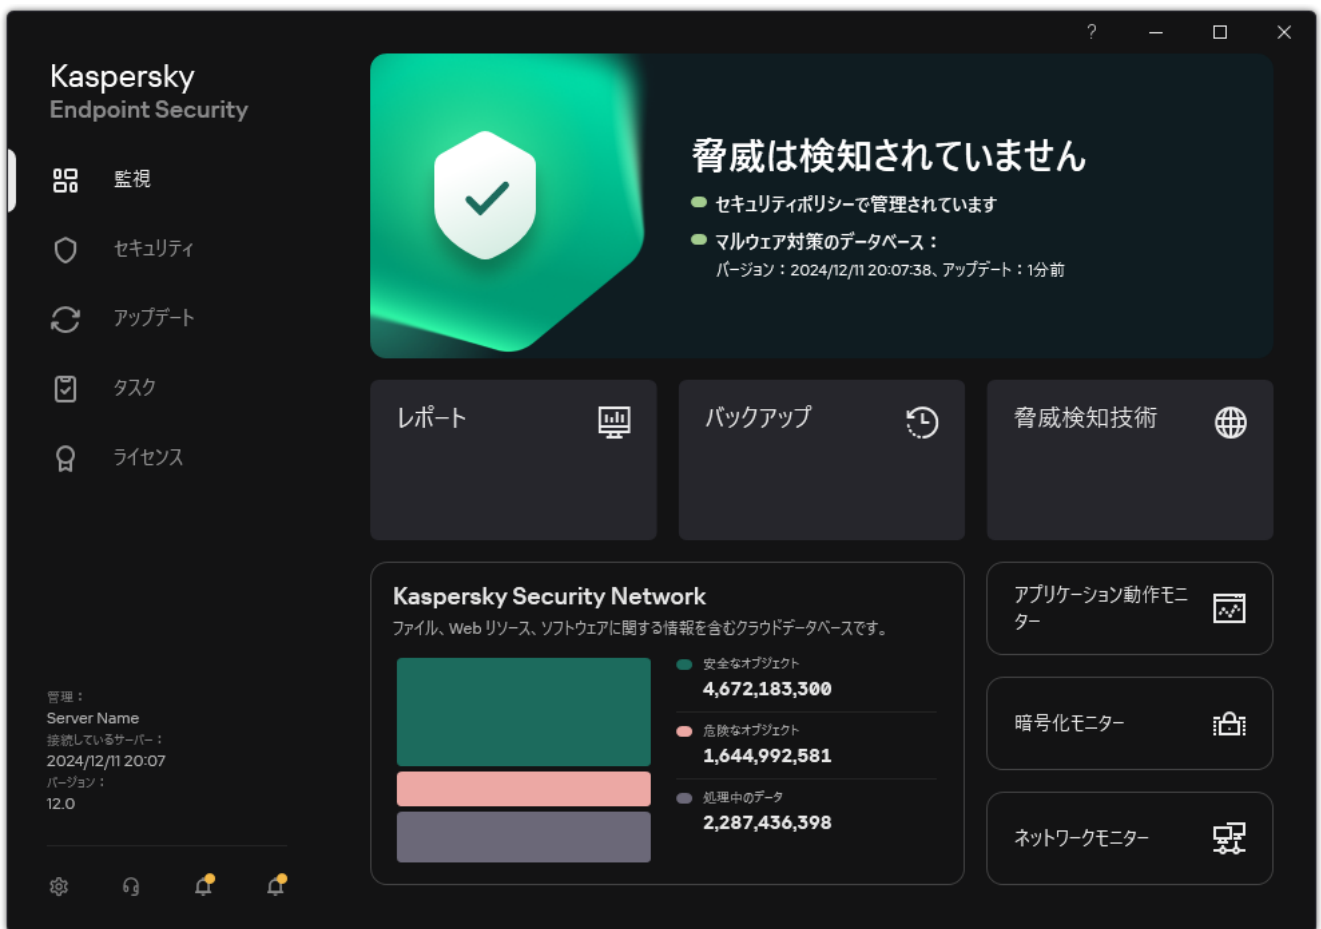 ?
Kaspersky
Endpoint Security
監視
セキュリティ
アップデート
タスク
ライセンス
管理：
Server Name
接続しているサーバー：
2024/12/11 20:07
バージョン：
12.0
脅威は検知されていません
セキュリティポリシーで管理されています
マルウェア対策のデータベース：
バージョン：2024/12/11 20:07:38、アップデート：1分前
レポート
バックアップ
脅威検知技術
Kaspersky Security Network
ファイル、Web リソース、ソフトウェアに関する情報を含むクラウドデータベースです。
安全なオブジェクト
4,672,183,300
危険なオブジェクト
1,644,992,581
処理中のデータ
2,287,436,398
アプリケーション動作モニ
ター
暗号化モニター
ネットワークモニター